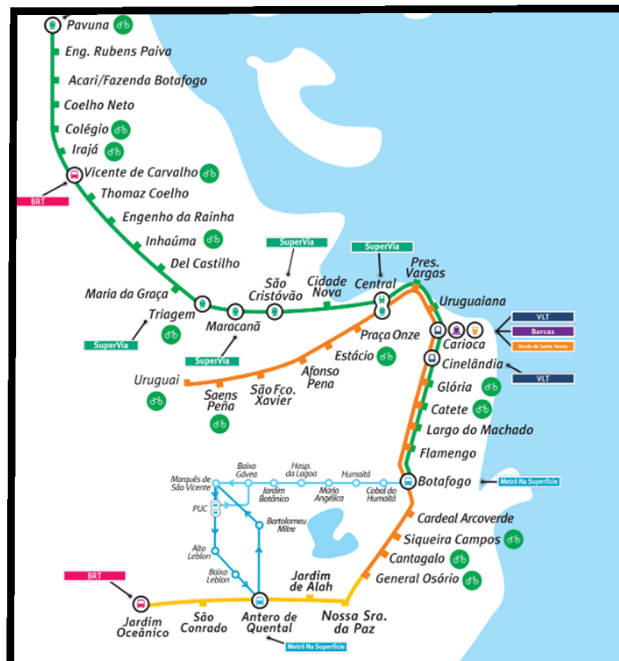 Pavuna
Eng. Rubens Paiva
Acari/Fazenda Botafogo
Coelho Neto
Colégio
Irajá
Vicente de Carvalho
BRT
Thomaz Coelho
Engenho da Rainha
Inhaúma
Del Castilho
Maria da Graça
Triagem
SuperVia
Maracanã
SuperVia
São
Cristóvão
SuperVia
Cidade
Nova
Central
SuperVia
Pres.
Vargas
Uruguaiana
Carioca
VLT
Barcas
Bonde de Santa Teresa
Cinelândia
VLT
Praça Onze
Estácio
Afonso
Pena
São Fco.
Xavier
Saens
Peña
Uruguai
Glória
Catete
Largo do Machado
Flamengo
Botafogo
Metrô Na Superfície
Cobal do
Humaitá
Humaitá
Maria
Angélica
Hosp.
da Lagoa
Jardim
Botânico
Baixo
Gávea
Marquês de
São Vicente
PUC
Bartolomeu
Mitre
Alto
Leblon
Baixo
Leblon
Cardeal Arcoverde
Siqueira Campos
Cantagalo
General Osório
Nossa Sra.
da Paz
Jardim
de Alah
Antero de
Quental
Metrô Na Superfície
São
Conrado
Jardim
Oceânico
BRT